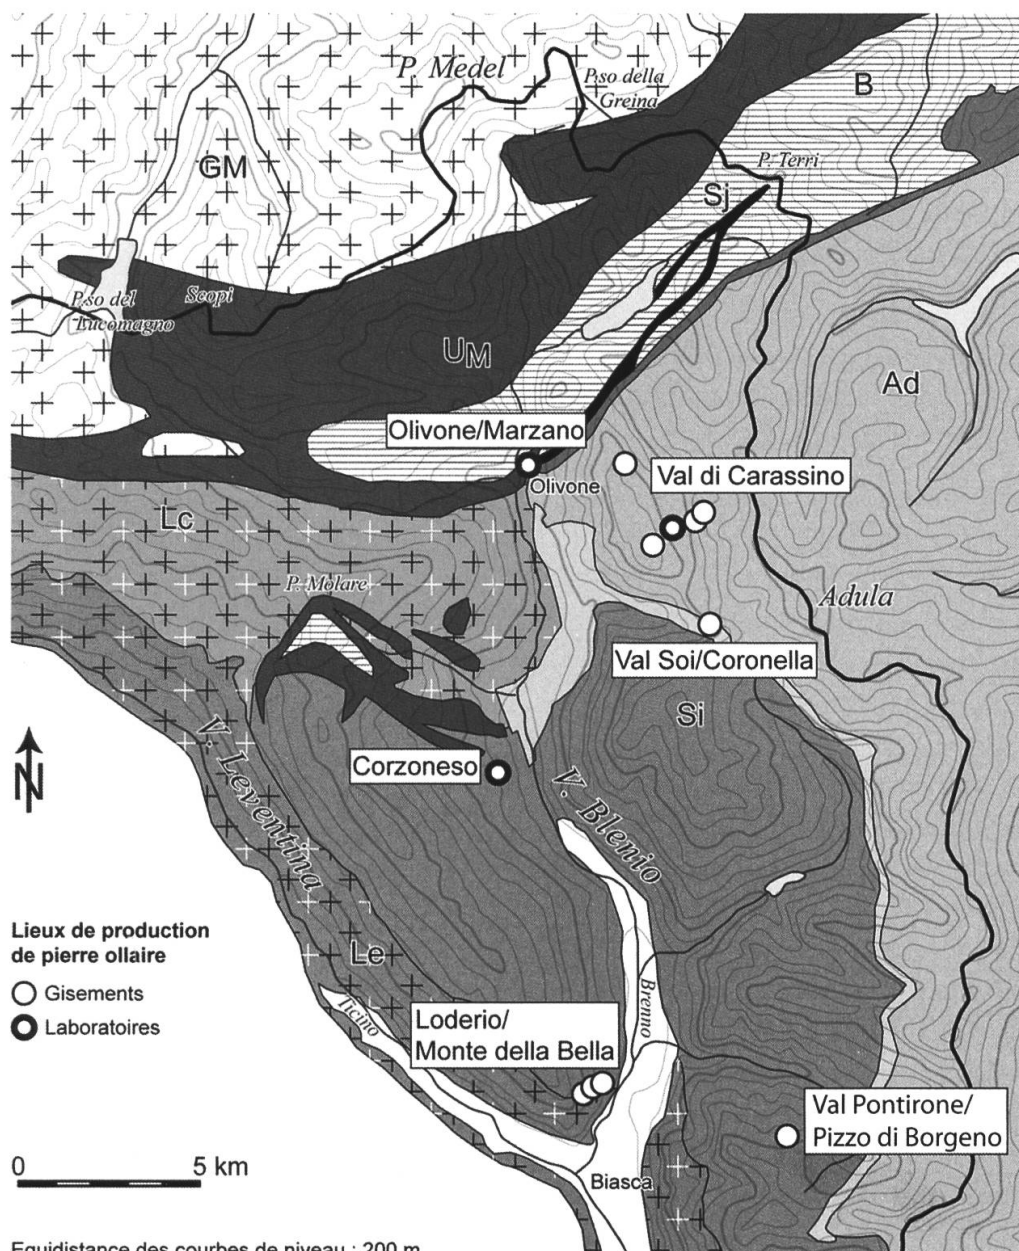 P. Medel
P.so della
Greina
B
GM
P. Terri
Sj
P.so del
Lucomagno
Scopi
UM
Ad
Olivone/Marzano
Olivone
Val di Carassino
Lc
P. Molare
Adula
Val Soi/Coronella
Si
V. Leventina
Corzoneso
V. Blenio
Lieux de production
de pierre ollaire
Gisements
Laboratoires
Le
Ticino
Brenno
Loderio/
Monte della Bella
Val Pontirone/
Pizzo di Borgeno
Biasca
N
0 5 km
Equidistance des courbes de niveau : 200 m